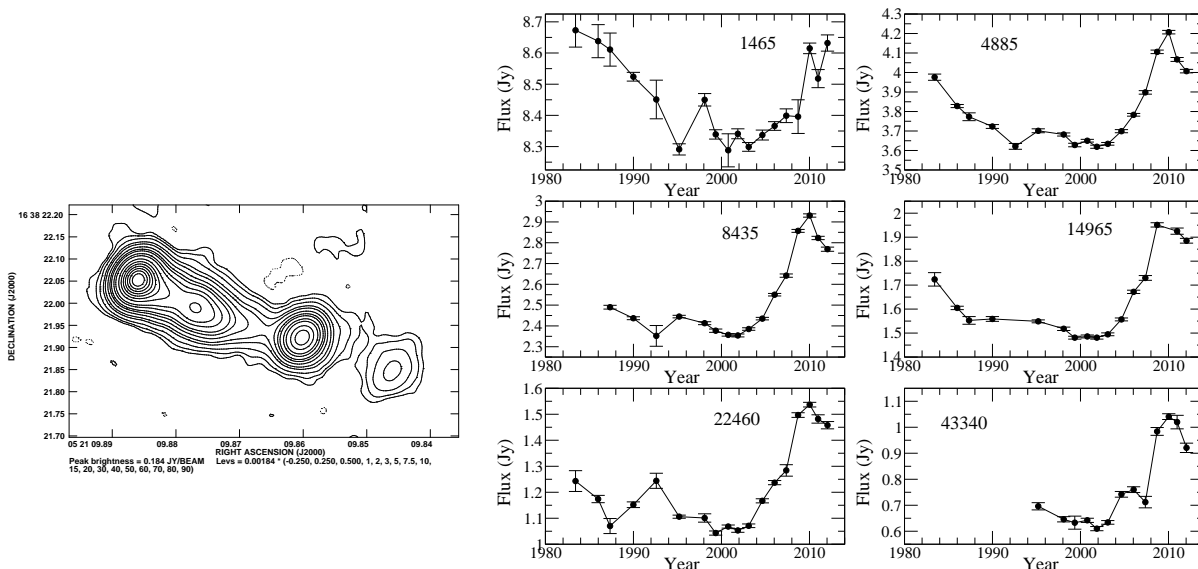 DECLINATION (J2000)
16 38 22.20
22.15
22.10
22.05
22.00
21.95
21.90
21.85
21.80
21.75
21.70
05 21 09.89 09.88 09.87 09.86 09.85 09.84
RIGHT ASCENSION (J2000)
Peak brightness = 0.184 JY/BEAM Levs = 0.00184 * (-0.250, 0.250, 0.500, 1, 2, 3, 5, 7.5, 10,
15, 20, 30, 40, 50, 60, 70, 80, 90)
1465
Flux (Jy)
8.7
8.6
8.5
8.4
8.3
1980 1990 2000 2010
Year
4885
Flux (Jy)
4.3
4.2
4.1
4
3.9
3.8
3.7
3.6
3.5
1980 1990 2000 2010
Year
8435
Flux (Jy)
3
2.9
2.8
2.7
2.6
2.5
2.4
2.3
1980 1990 2000 2010
Year
14965
Flux (Jy)
2
1.9
1.8
1.7
1.6
1.5
1.4
1980 1990 2000 2010
Year
22460
Flux (Jy)
1.6
1.5
1.4
1.3
1.2
1.1
1
1980 1990 2000 2010
Year
43340
Flux (Jy)
1.1
1
0.9
0.8
0.7
0.6
1980 1990 2000 2010
Year